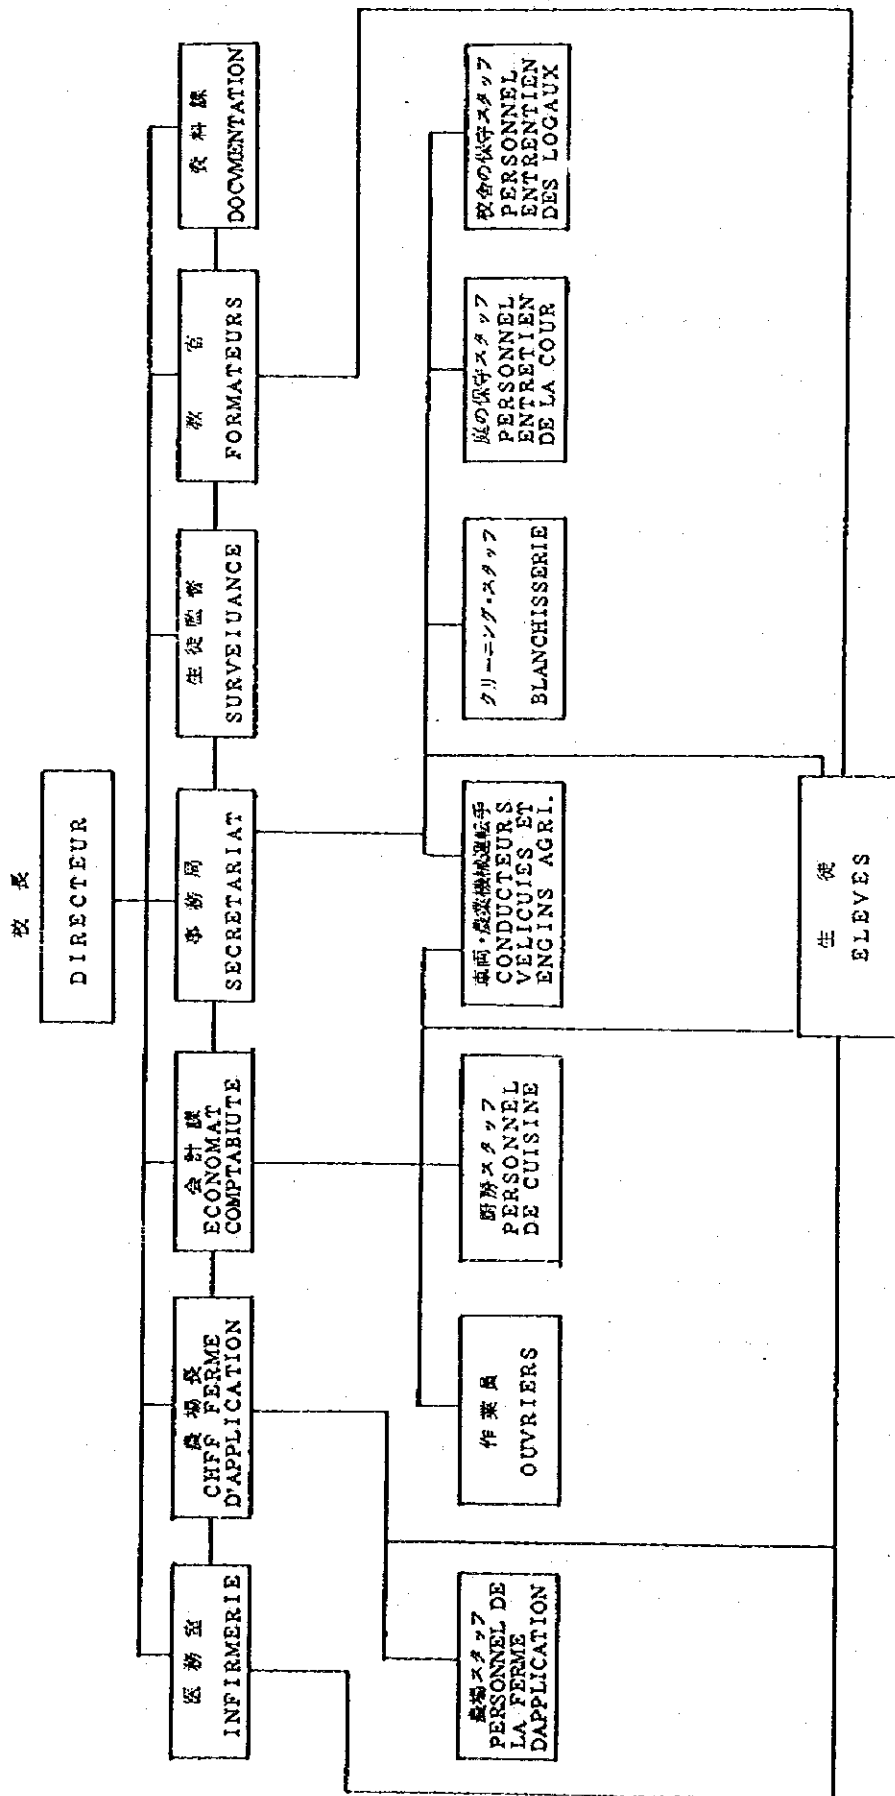 校長
DIRECTEUR
医務室
INFIRMERIE
農場長
CHFF FERME
D'APPLICATION
会計課
ECONOMAT
COMPTABIUTE
事務局
SECRETARIAT
生徒監督
SURVEIUANCE
教官
FORMATEURS
資料課
DOCVMENTATION
農場スタッフ
PERSONNEL DE
LA FERME
DAPPLICATION
作業員
OUVRIERS
厨房スタッフ
PERSONNEL
DE CUISINE
車両・農業機械運転手
CONDUCTEURS
VELICUIES ET
ENGINS AGRI.
クリーニング・スタッフ
BLANCHISSERIE
庭の保守スタッフ
PERSONNEL
ENTRETIEN
DE LA COUR
校舎の保守スタッフ
PERSONNEL
ENTRENTIEN
DES LOGAUX
生徒
ELEVES